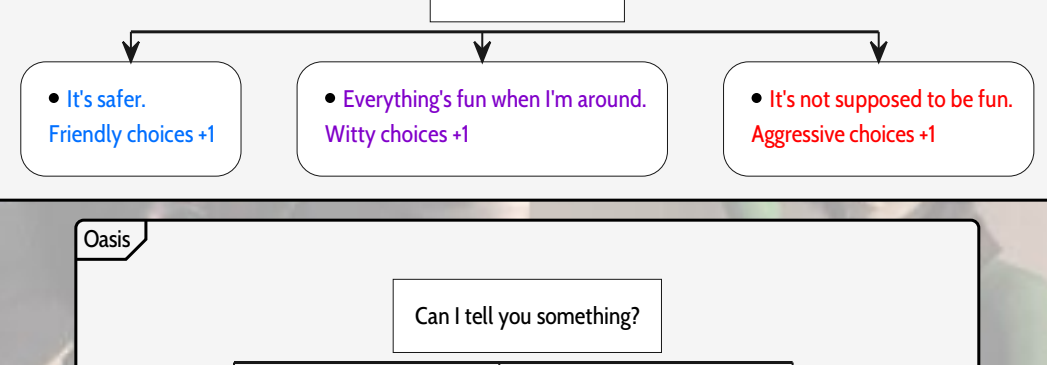 • It's safer.
Friendly choices +1
• Everything's fun when I'm around.
Witty choices +1
• It's not supposed to be fun.
Aggressive choices +1
Oasis
Can I tell you something?